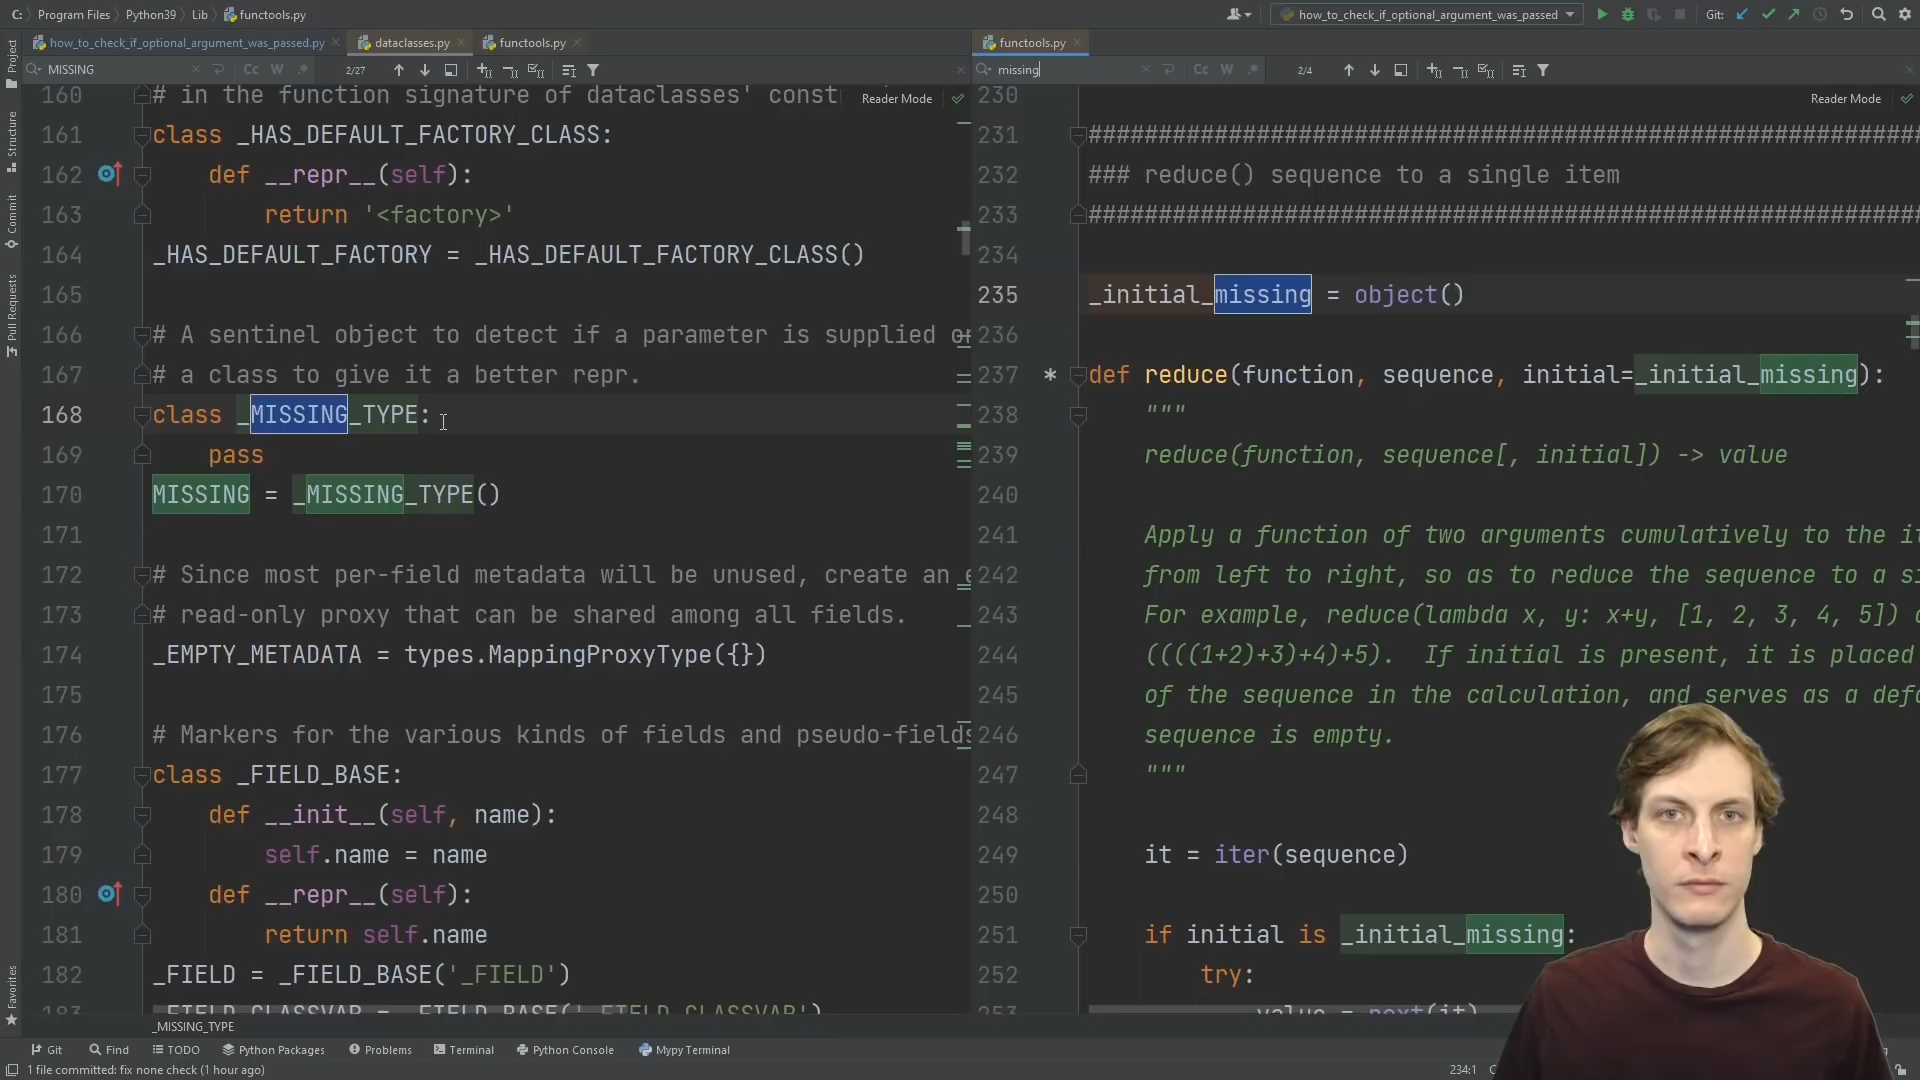 C: Program Files Python39 Lib functools.py
how_to_check_if_optional_argument_was_passed
Git:
how_to_check_if_optional_argument_was_passed.py
dataclasses.py
functools.py
functools.py
MISSING
Cc W .*
2/27
missing
Cc W .*
2/4
Project
Structure
Commit
Pull Requests
Favorites
Reader Mode
160 # in the function signature of dataclasses' const
161 class _HAS_DEFAULT_FACTORY_CLASS:
162 def __repr__(self):
163 return '<factory>'
164 _HAS_DEFAULT_FACTORY = _HAS_DEFAULT_FACTORY_CLASS()
165
166 # A sentinel object to detect if a parameter is supplied or
167 # a class to give it a better repr.
168 class _MISSING_TYPE:
169 pass
170 MISSING = _MISSING_TYPE()
171
172 # Since most per-field metadata will be unused, create an e
173 # read-only proxy that can be shared among all fields.
174 _EMPTY_METADATA = types.MappingProxyType({})
175
176 # Markers for the various kinds of fields and pseudo-fields
177 class _FIELD_BASE:
178 def __init__(self, name):
179 self.name = name
180 def __repr__(self):
181 return self.name
182 _FIELD = _FIELD_BASE('_FIELD')
183 _FIELD_CLASSVAR = _FIELD_BASE('_FIELD_CLASSVAR')
_MISSING_TYPE
Reader Mode
230
231 ###########################################################
232 ### reduce() sequence to a single item
233 ###########################################################
234
235 _initial_missing = object()
236
237 * def reduce(function, sequence, initial=_initial_missing):
238 """
239 reduce(function, sequence[, initial]) -> value
240
241 Apply a function of two arguments cumulatively to the it
242 from left to right, so as to reduce the sequence to a si
243 For example, reduce(lambda x, y: x+y, [1, 2, 3, 4, 5]) c
244 ((((1+2)+3)+4)+5). If initial is present, it is placed
245 of the sequence in the calculation, and serves as a defa
246 sequence is empty.
247 """
248
249 it = iter(sequence)
250
251 if initial is _initial_missing:
252 try:
253 value = next(it)
Git Find TODO Python Packages Problems Terminal Python Console Mypy Terminal
1 file committed: fix none check (1 hour ago)
234:1